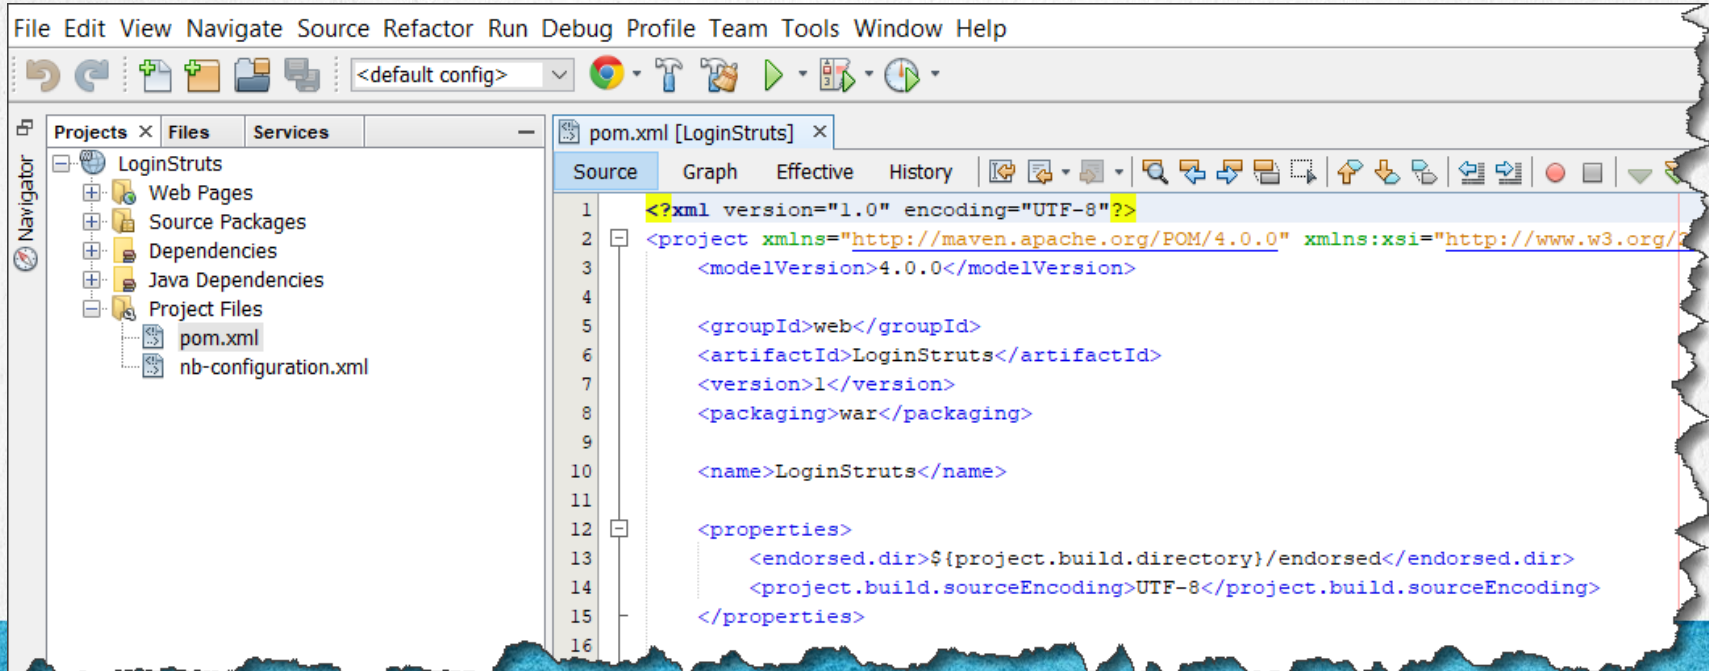 File Edit View Navigate Source Refactor Run Debug Profile Team Tools Window Help
<default config>
Projects Files Services
Navigator
LoginStruts
Web Pages
Source Packages
Dependencies
Java Dependencies
Project Files
pom.xml
nb-configuration.xml
pom.xml [LoginStruts]
Source Graph Effective History
1 <?xml version="1.0" encoding="UTF-8"?>
2 <project xmlns="http://maven.apache.org/POM/4.0.0" xmlns:xsi="http://www.w3.org/
3 <modelVersion>4.0.0</modelVersion>
4
5 <groupId>web</groupId>
6 <artifactId>LoginStruts</artifactId>
7 <version>1</version>
8 <packaging>war</packaging>
9
10 <name>LoginStruts</name>
11
12 <properties>
13 <endorsed.dir>${project.build.directory}/endorsed</endorsed.dir>
14 <project.build.sourceEncoding>UTF-8</project.build.sourceEncoding>
15 </properties>
16